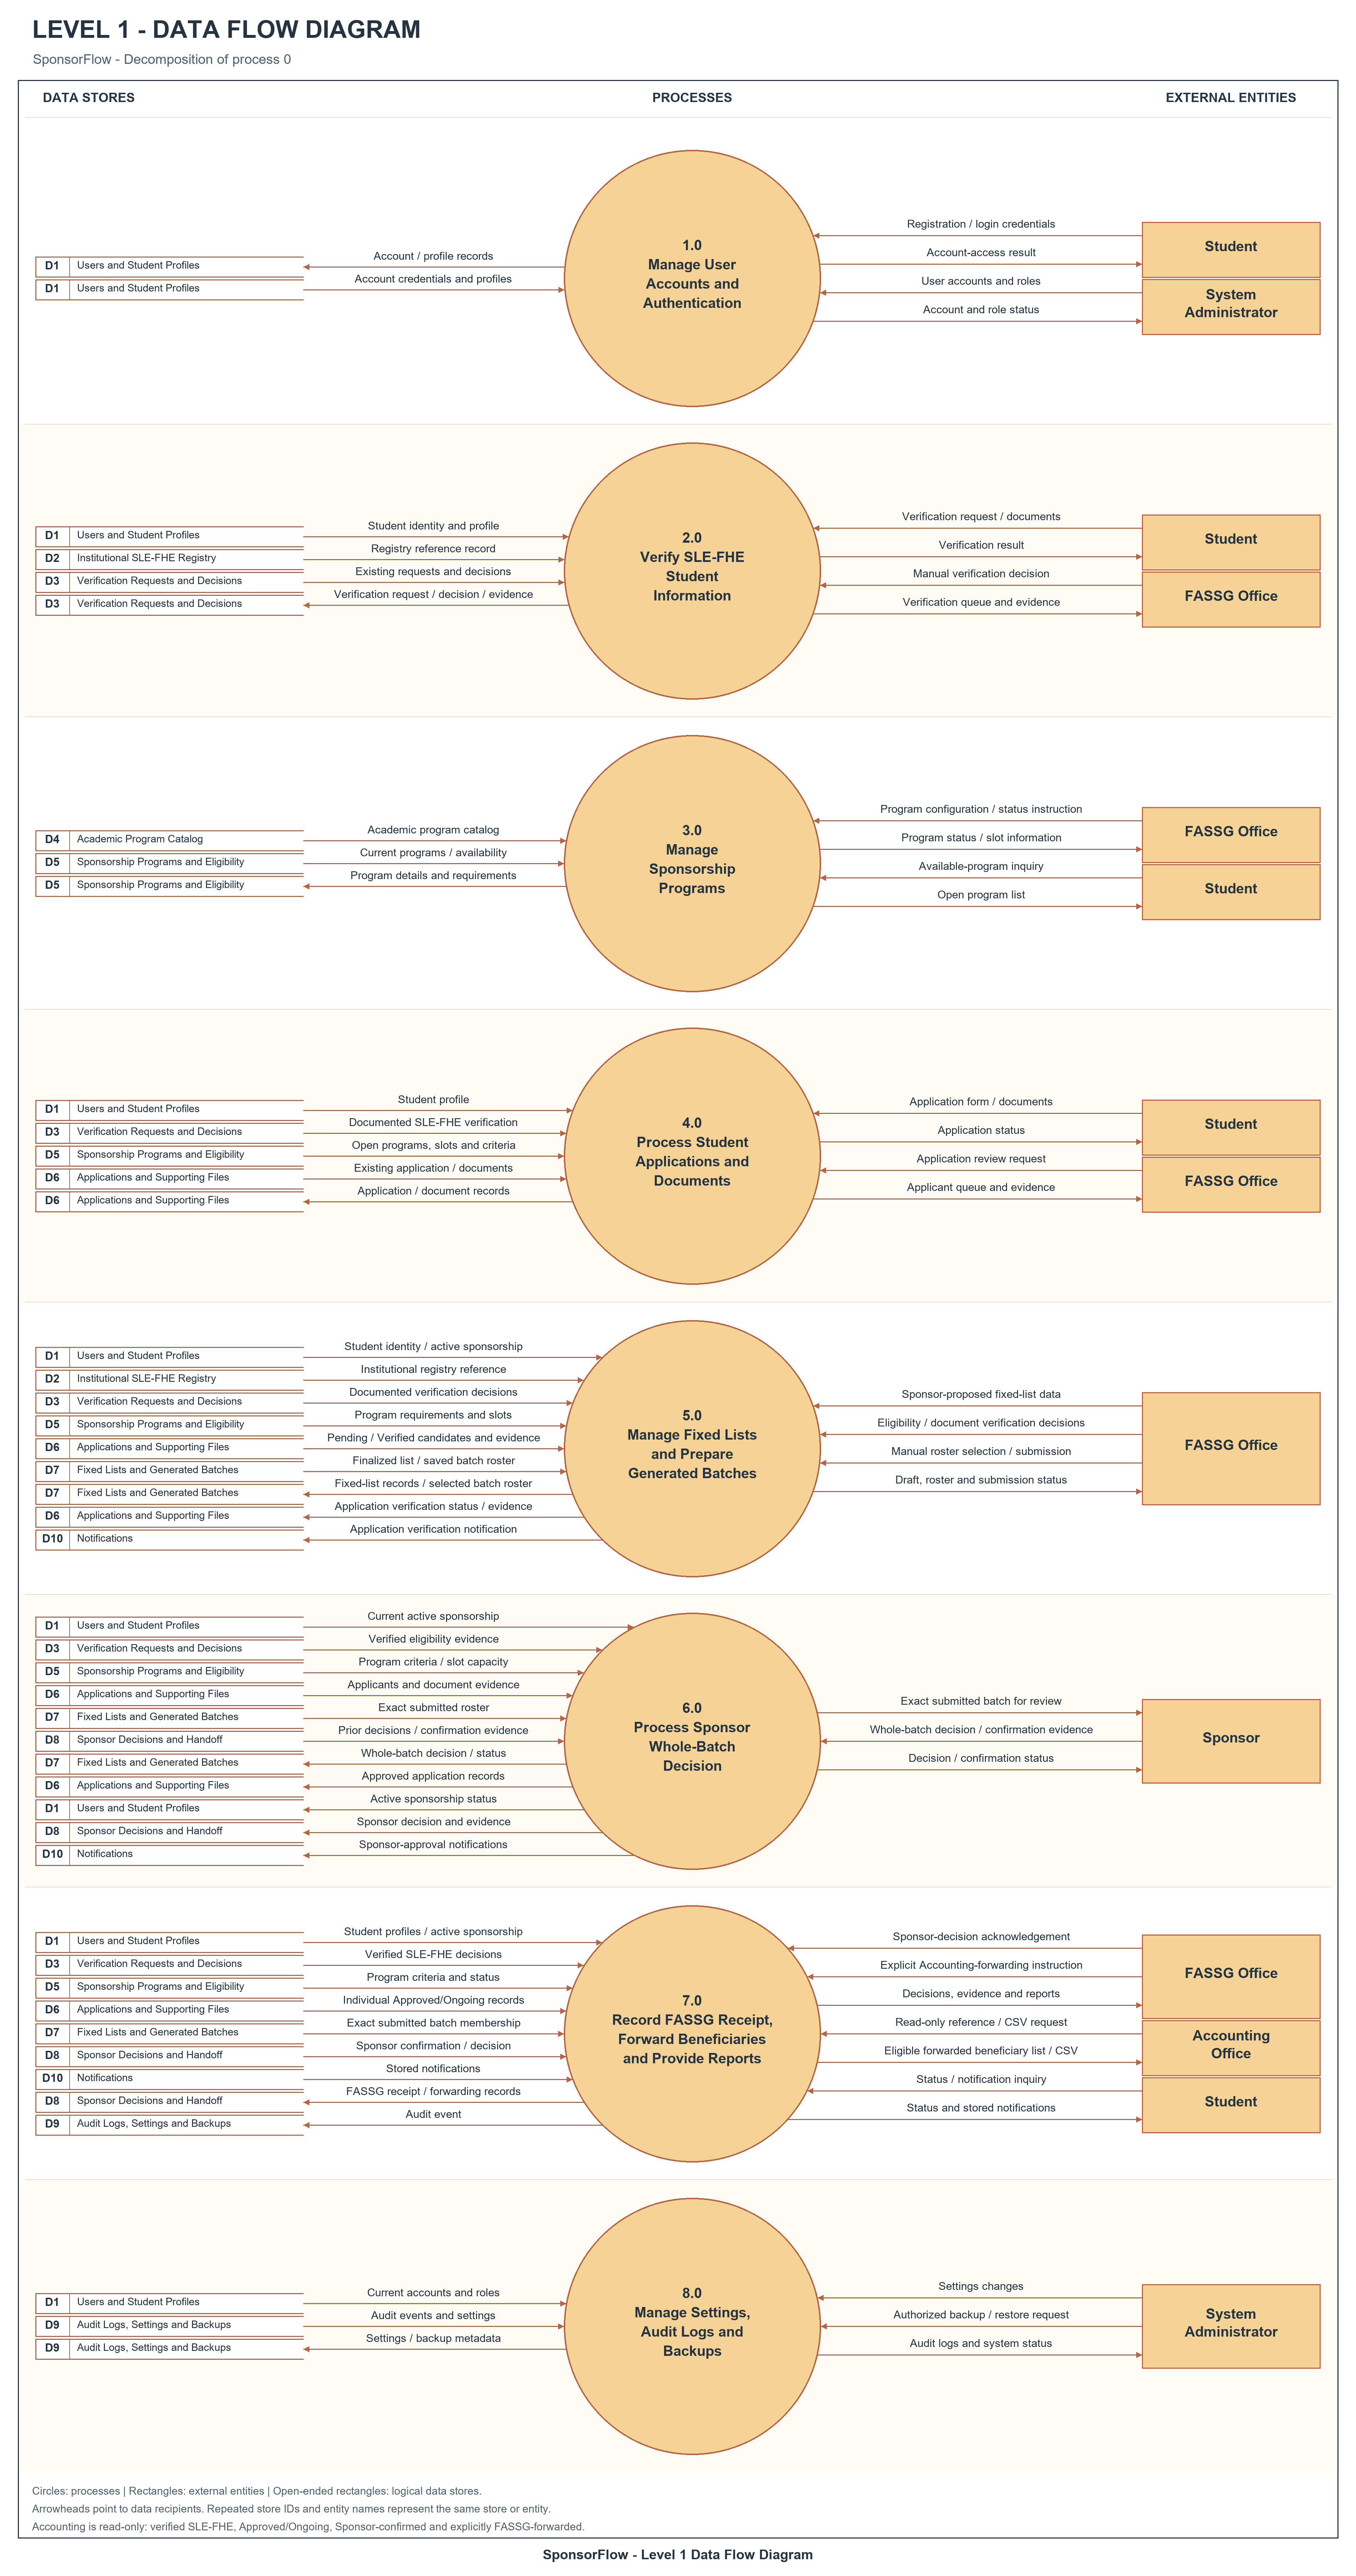 LEVEL 1 - DATA FLOW DIAGRAM
SponsorFlow - Decomposition of process 0
DATA STORES
PROCESSES
EXTERNAL ENTITIES
D1 Users and Student Profiles
D1 Users and Student Profiles
Account / profile records
Account credentials and profiles
1.0
Manage User
Accounts and
Authentication
Registration / login credentials
Account-access result
User accounts and roles
Account and role status
Student
System
Administrator
D1 Users and Student Profiles
D2 Institutional SLE-FHE Registry
D3 Verification Requests and Decisions
D3 Verification Requests and Decisions
Student identity and profile
Registry reference record
Existing requests and decisions
Verification request / decision / evidence
2.0
Verify SLE-FHE
Student
Information
Verification request / documents
Verification result
Manual verification decision
Verification queue and evidence
Student
FASSG Office
D4 Academic Program Catalog
D5 Sponsorship Programs and Eligibility
D5 Sponsorship Programs and Eligibility
Academic program catalog
Current programs / availability
Program details and requirements
3.0
Manage
Sponsorship
Programs
Program configuration / status instruction
Program status / slot information
Available-program inquiry
Open program list
FASSG Office
Student
D1 Users and Student Profiles
D3 Verification Requests and Decisions
D5 Sponsorship Programs and Eligibility
D6 Applications and Supporting Files
D6 Applications and Supporting Files
Student profile
Documented SLE-FHE verification
Open programs, slots and criteria
Existing application / documents
Application / document records
4.0
Process Student
Applications and
Documents
Application form / documents
Application status
Application review request
Applicant queue and evidence
Student
FASSG Office
D1 Users and Student Profiles
D2 Institutional SLE-FHE Registry
D3 Verification Requests and Decisions
D5 Sponsorship Programs and Eligibility
D6 Applications and Supporting Files
D7 Fixed Lists and Generated Batches
D7 Fixed Lists and Generated Batches
D6 Applications and Supporting Files
D10 Notifications
Student identity / active sponsorship
Institutional registry reference
Documented verification decisions
Program requirements and slots
Pending / Verified candidates and evidence
Finalized list / saved batch roster
Fixed-list records / selected batch roster
Application verification status / evidence
Application verification notification
5.0
Manage Fixed Lists
and Prepare
Generated Batches
Sponsor-proposed fixed-list data
Eligibility / document verification decisions
Manual roster selection / submission
Draft, roster and submission status
FASSG Office
D1 Users and Student Profiles
D3 Verification Requests and Decisions
D5 Sponsorship Programs and Eligibility
D6 Applications and Supporting Files
D7 Fixed Lists and Generated Batches
D8 Sponsor Decisions and Handoff
D7 Fixed Lists and Generated Batches
D6 Applications and Supporting Files
D1 Users and Student Profiles
D8 Sponsor Decisions and Handoff
D10 Notifications
Current active sponsorship
Verified eligibility evidence
Program criteria / slot capacity
Applicants and document evidence
Exact submitted roster
Prior decisions / confirmation evidence
Whole-batch decision / status
Approved application records
Active sponsorship status
Sponsor decision and evidence
Sponsor-approval notifications
6.0
Process Sponsor
Whole-Batch
Decision
Exact submitted batch for review
Whole-batch decision / confirmation evidence
Decision / confirmation status
Sponsor
D1 Users and Student Profiles
D3 Verification Requests and Decisions
D5 Sponsorship Programs and Eligibility
D6 Applications and Supporting Files
D7 Fixed Lists and Generated Batches
D8 Sponsor Decisions and Handoff
D10 Notifications
D8 Sponsor Decisions and Handoff
D9 Audit Logs, Settings and Backups
Student profiles / active sponsorship
Verified SLE-FHE decisions
Program criteria and status
Individual Approved/Ongoing records
Exact submitted batch membership
Sponsor confirmation / decision
Stored notifications
FASSG receipt / forwarding records
Audit event
7.0
Record FASSG Receipt,
Forward Beneficiaries
and Provide Reports
Sponsor-decision acknowledgement
Explicit Accounting-forwarding instruction
Decisions, evidence and reports
Read-only reference / CSV request
Eligible forwarded beneficiary list / CSV
Status / notification inquiry
Status and stored notifications
FASSG Office
Accounting
Office
Student
D1 Users and Student Profiles
D9 Audit Logs, Settings and Backups
D9 Audit Logs, Settings and Backups
Current accounts and roles
Audit events and settings
Settings / backup metadata
8.0
Manage Settings,
Audit Logs and
Backups
Settings changes
Authorized backup / restore request
Audit logs and system status
System
Administrator
Circles: processes | Rectangles: external entities | Open-ended rectangles: logical data stores.
Arrowheads point to data recipients. Repeated store IDs and entity names represent the same store or entity.
Accounting is read-only: verified SLE-FHE, Approved/Ongoing, Sponsor-confirmed and explicitly FASSG-forwarded.
SponsorFlow - Level 1 Data Flow Diagram